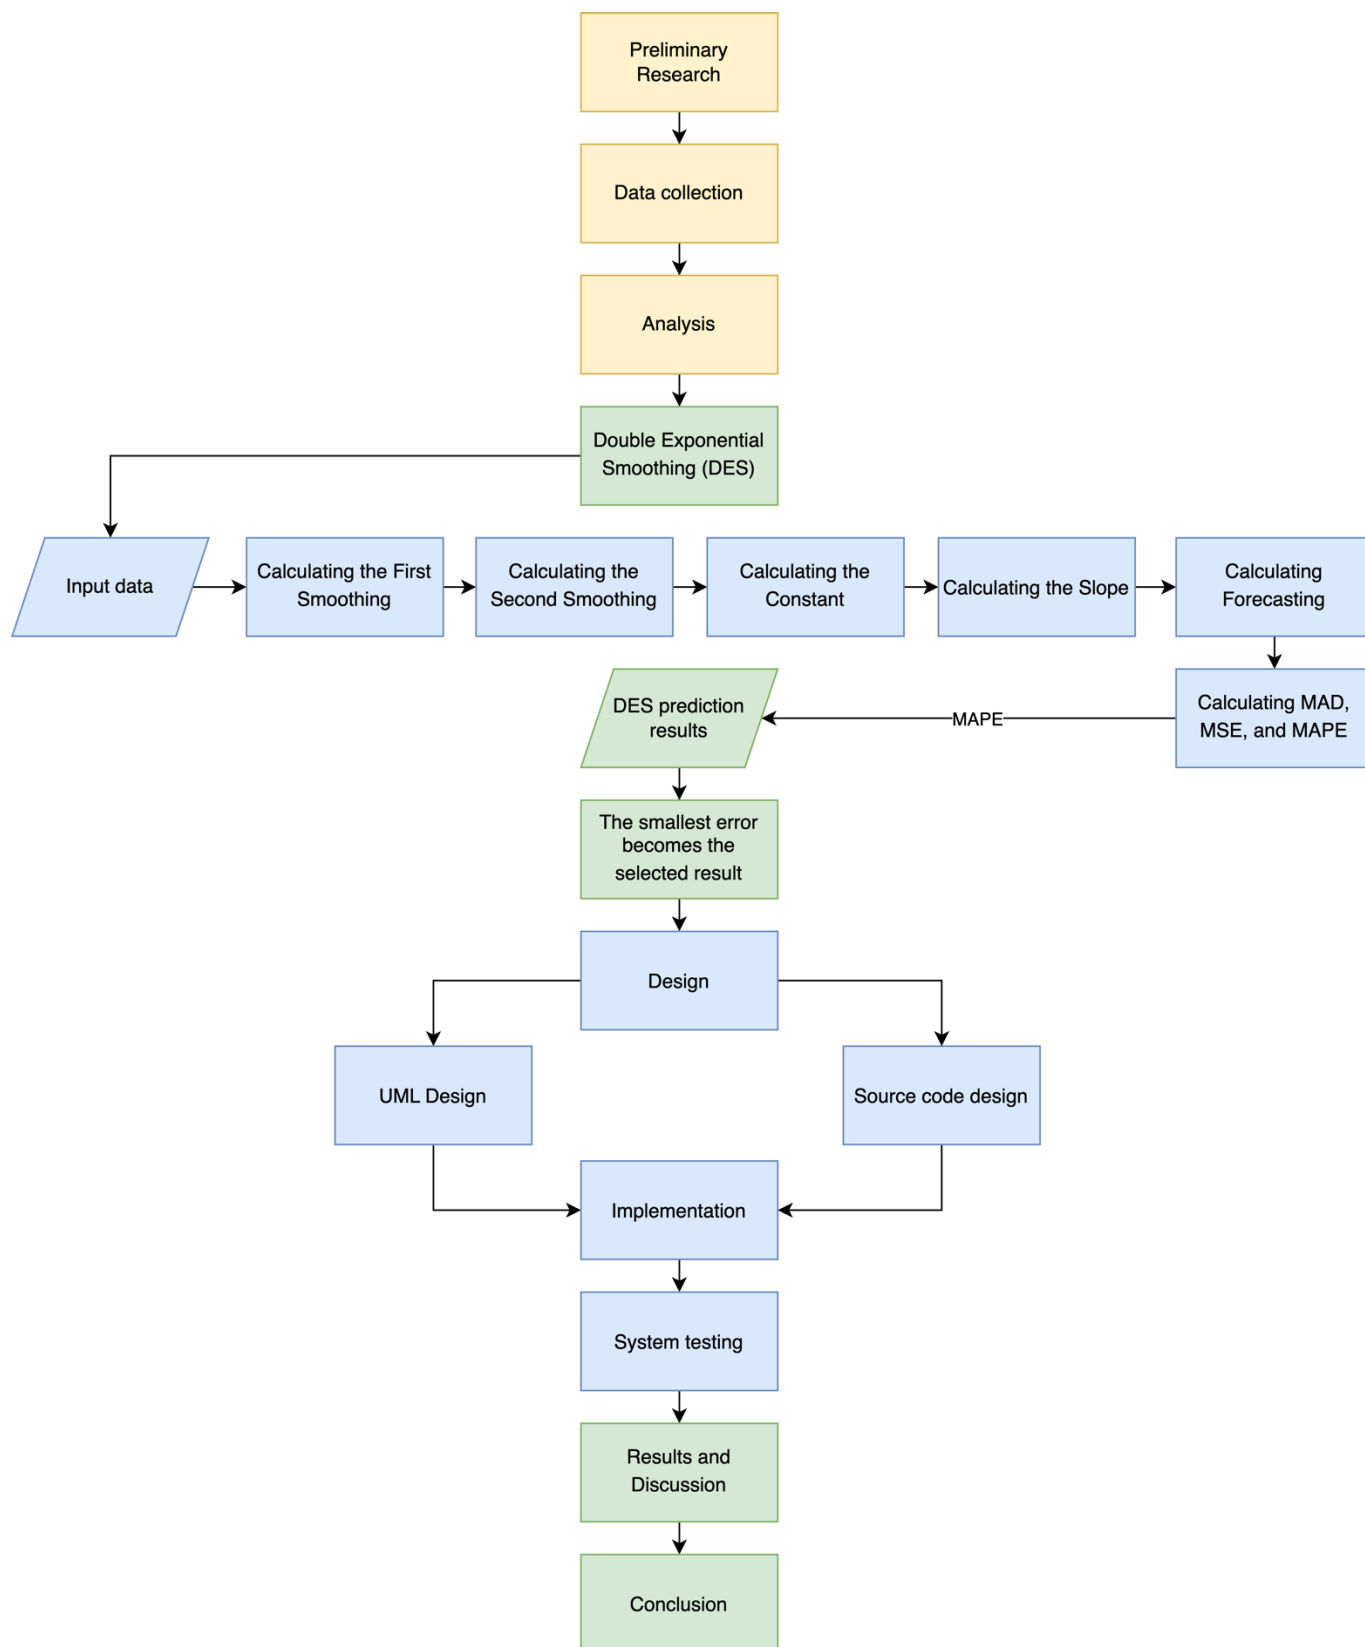 Preliminary
Research
Data collection
Analysis
Double Exponential
Smoothing (DES)
Input data
Calculating the First
Smoothing
Calculating the
Second Smoothing
Calculating the
Constant
Calculating the Slope
Calculating
Forecasting
Calculating MAD,
MSE, and MAPE
MAPE
DES prediction
results
The smallest error
becomes the
selected result
Design
UML Design
Source code design
Implementation
System testing
Results and
Discussion
Conclusion